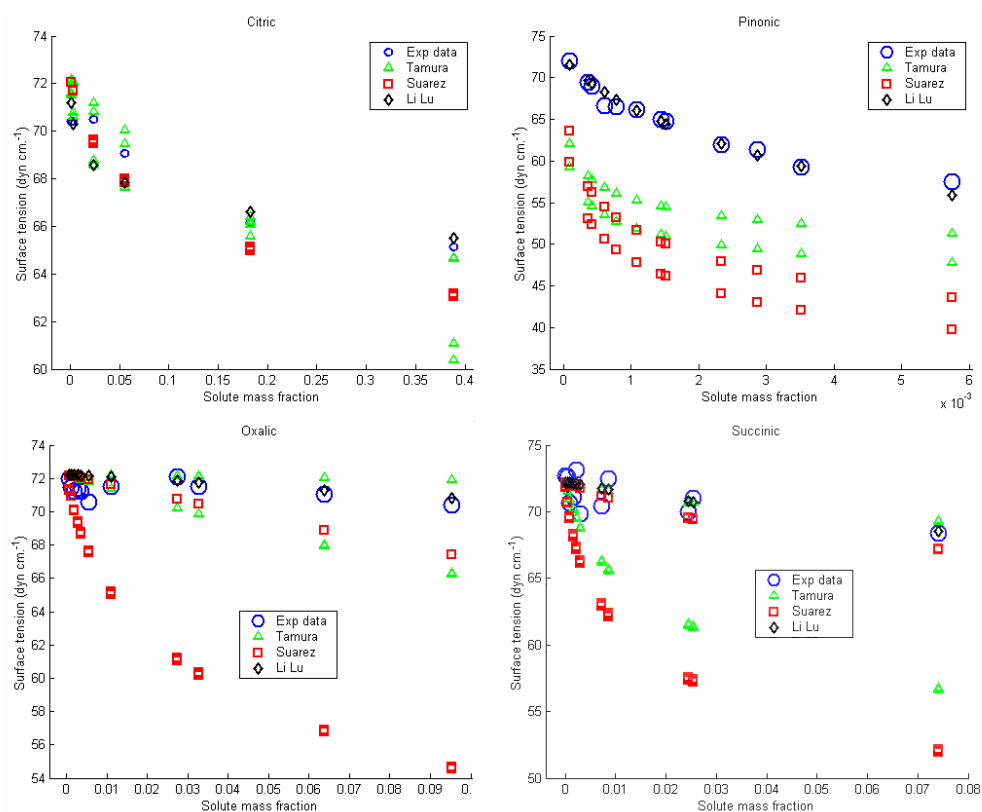 Citric
74
72
70
68
66
64
62
60
Surface tension (dyn cm-1)
0 0.05 0.1 0.15 0.2 0.25 0.3 0.35 0.4
Solute mass fraction
Exp data
Tamura
Suarez
Li Lu
Pinonic
75
70
65
60
55
50
45
40
35
Surface tension (dyn cm-1)
0 1 2 3 4 5 6
Solute mass fraction
x 10-3
Exp data
Tamura
Suarez
Li Lu
Oxalic
74
72
70
68
66
64
62
60
58
56
54
Surface tension (dyn cm-1)
0 0.01 0.02 0.03 0.04 0.05 0.06 0.07 0.08 0.09 0.1
Solute mass fraction
Exp data
Tamura
Suarez
Li Lu
Succinic
75
70
65
60
55
50
Surface tension (dyn cm-1)
0 0.01 0.02 0.03 0.04 0.05 0.06 0.07 0.08
Solute mass fraction
Exp data
Tamura
Suarez
Li Lu